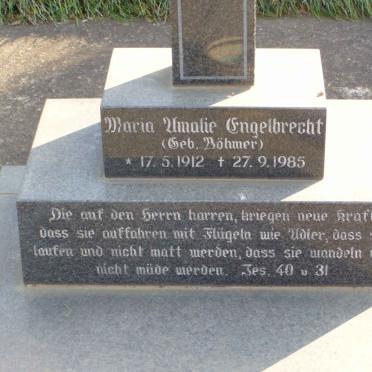 Maria Amalie Engelbrecht
(Geb. Böhmer)
* 17. 5. 1912 + 27. 9. 1985
Die auf den Herrn harren, kriegen neue Kraft
dass sie auffahren mit Flügeln wie Adler, dass
laufen und nicht matt werden, dass sie wandeln
nicht müde werden. Jes. 40 v 31